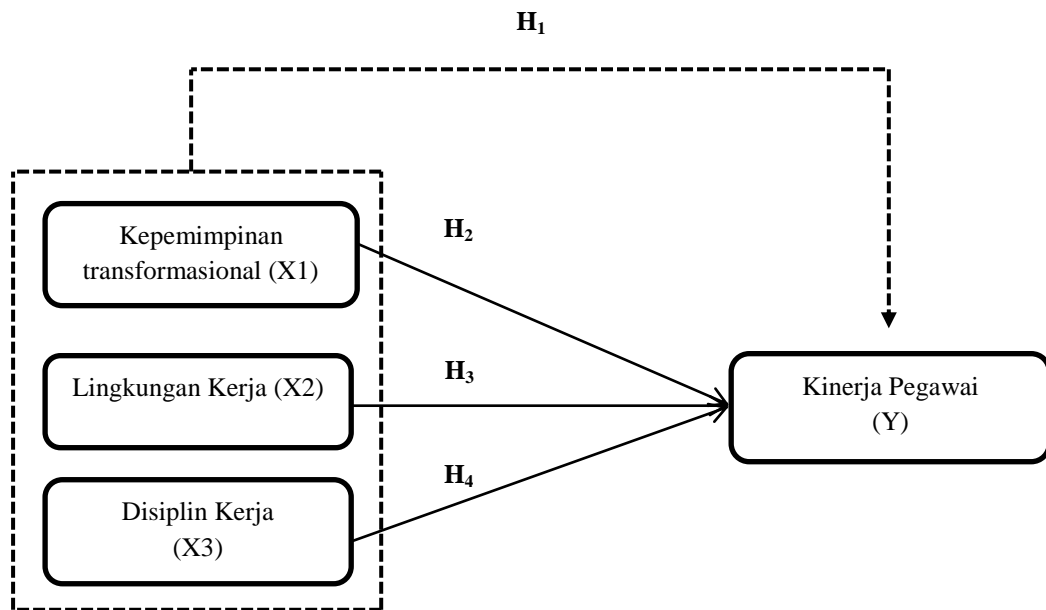 H₁
Kepemimpinan
transformasional (X1)
H₂
Lingkungan Kerja (X2)
H₃
Kinerja Pegawai
(Y)
H₄
Disiplin Kerja
(X3)